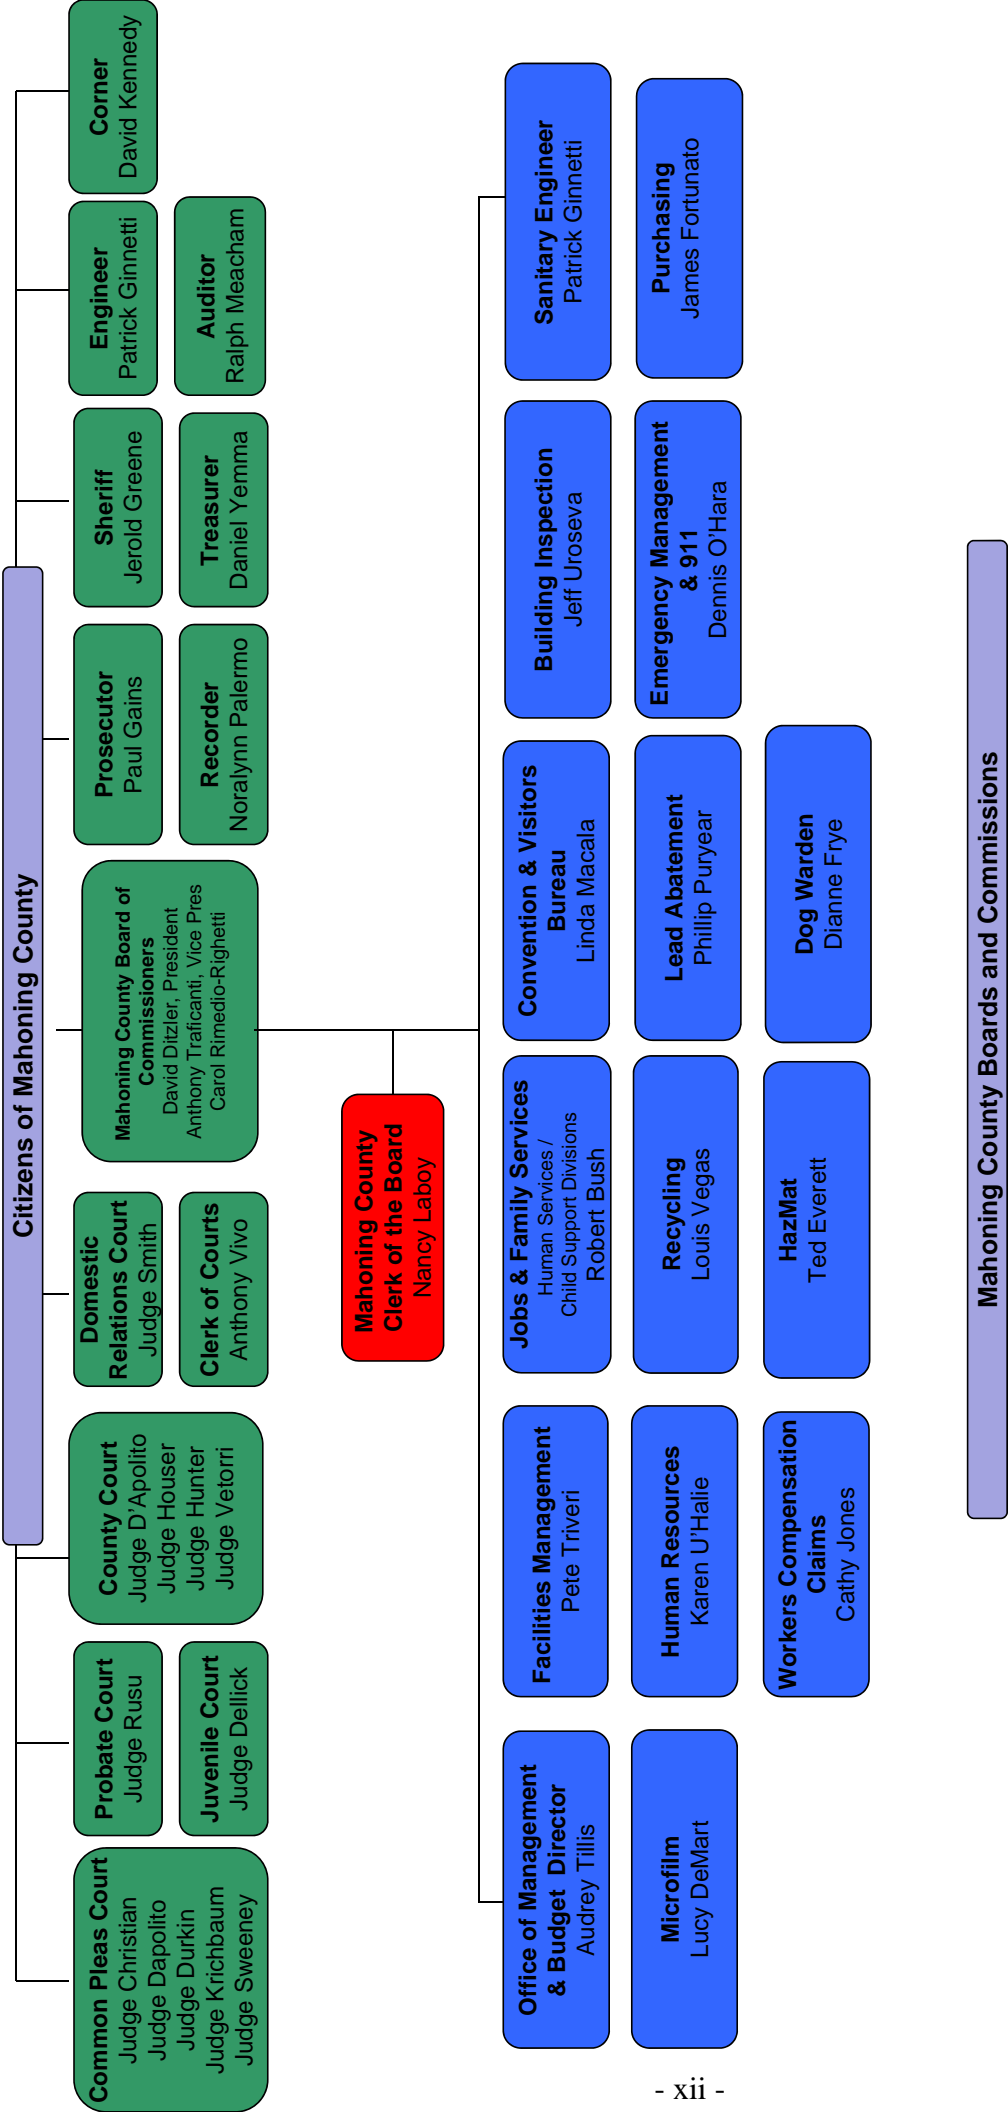 Citizens of Mahoning County
Common Pleas Court
Judge Christian
Judge Dapolito
Judge Durkin
Judge Krichbaum
Judge Sweeney
Probate Court
Judge Rusu
Juvenile Court
Judge Dellick
County Court
Judge D'Apolito
Judge Houser
Judge Hunter
Judge Vetorri
Domestic
Relations Court
Judge Smith
Clerk of Courts
Anthony Vivo
Mahoning County Board of
Commissioners
David Ditzler, President
Anthony Traficanti, Vice Pres
Carol Rimedio-Righetti
Prosecutor
Paul Gains
Recorder
Noralynn Palermo
Sheriff
Jerold Greene
Treasurer
Daniel Yemma
Engineer
Patrick Ginnetti
Auditor
Ralph Meacham
Corner
David Kennedy
Mahoning County
Clerk of the Board
Nancy Laboy
Office of Management
& Budget Director
Audrey Tillis
Facilities Management
Pete Triveri
Jobs & Family Services
Human Services /
Child Support Divisions
Robert Bush
Convention & Visitors
Bureau
Linda Macala
Building Inspection
Jeff Uroseva
Sanitary Engineer
Patrick Ginnetti
Microfilm
Lucy DeMart
Human Resources
Karen U'Halie
Recycling
Louis Vegas
Lead Abatement
Phillip Puryear
Emergency Management
& 911
Dennis O'Hara
Purchasing
James Fortunato
Workers Compensation
Claims
Cathy Jones
HazMat
Ted Everett
Dog Warden
Dianne Frye
Mahoning County Boards and Commissions
- xii -